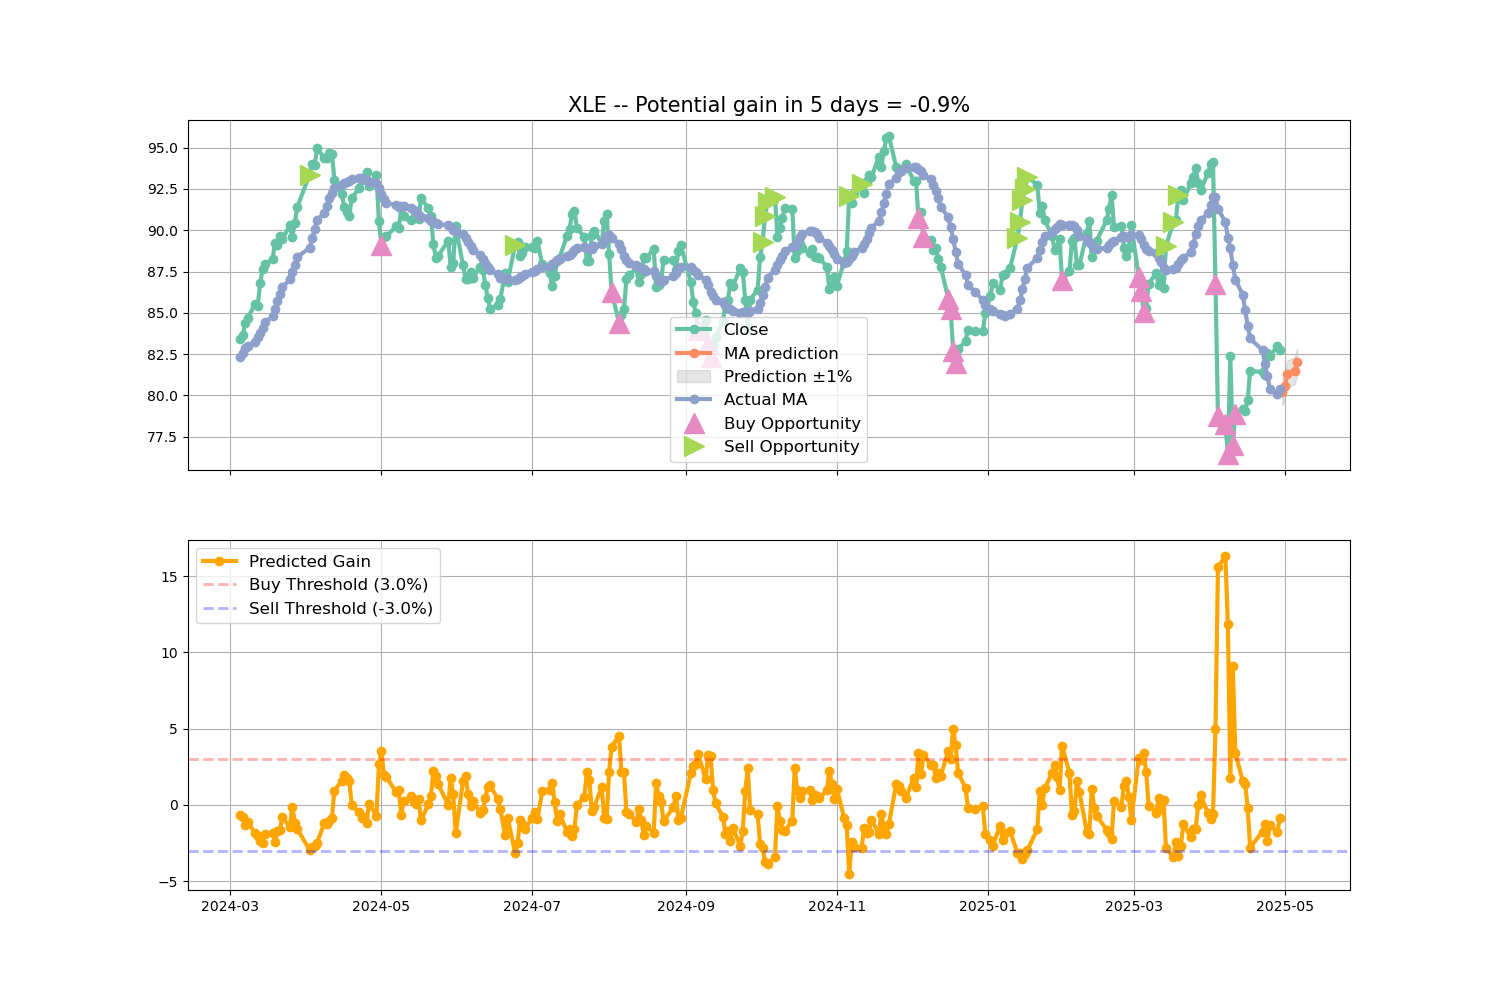 XLE -- Potential gain in 5 days = -0.9%
95.0
92.5
90.0
87.5
85.0
82.5
80.0
77.5
Close
MA prediction
Prediction ±1%
Actual MA
Buy Opportunity
Sell Opportunity
Predicted Gain
Buy Threshold (3.0%)
Sell Threshold (-3.0%)
15
10
5
0
−5
2024-03
2024-05
2024-07
2024-09
2024-11
2025-01
2025-03
2025-05